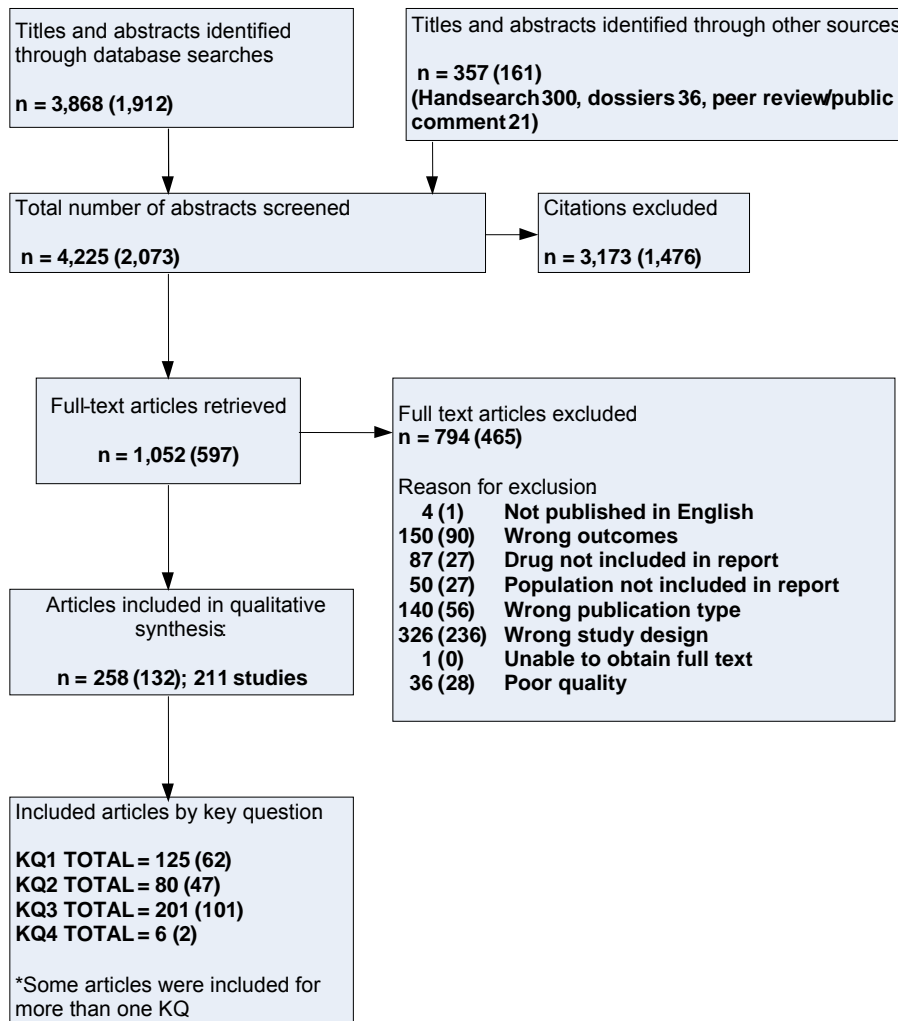 Titles and abstracts identified
through database searches
n = 3,868 (1,912)
Titles and abstracts identified through other sources
n = 357 (161)
(Handsearch 300, dossiers 36, peer review/public
comment 21)
Total number of abstracts screened
n = 4,225 (2,073)
Citations excluded
n = 3,173 (1,476)
Full-text articles retrieved
n = 1,052 (597)
Full text articles excluded
n = 794 (465)
Reason for exclusion
4 (1) Not published in English
150 (90) Wrong outcomes
87 (27) Drug not included in report
50 (27) Population not included in report
140 (56) Wrong publication type
326 (236) Wrong study design
1 (0) Unable to obtain full text
36 (28) Poor quality
Articles included in qualitative
synthesis:
n = 258 (132); 211 studies
Included articles by key question
KQ1 TOTAL = 125 (62)
KQ2 TOTAL = 80 (47)
KQ3 TOTAL = 201 (101)
KQ4 TOTAL = 6 (2)
*Some articles were included for
more than one KQ